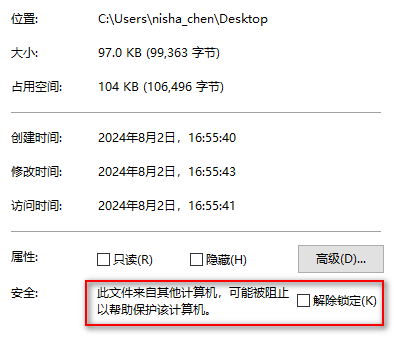 位置: C:\Users\nisha_chen\Desktop
大小: 97.0 KB (99,363 字节)
占用空间: 104 KB (106,496 字节)
创建时间: 2024年8月2日，16:55:40
修改时间: 2024年8月2日，16:55:43
访问时间: 2024年8月2日，16:55:41
属性: 只读(R) 隐藏(H) 高级(D)...
安全: 此文件来自其他计算机，可能被阻止 解除锁定(K)
以帮助保护该计算机。